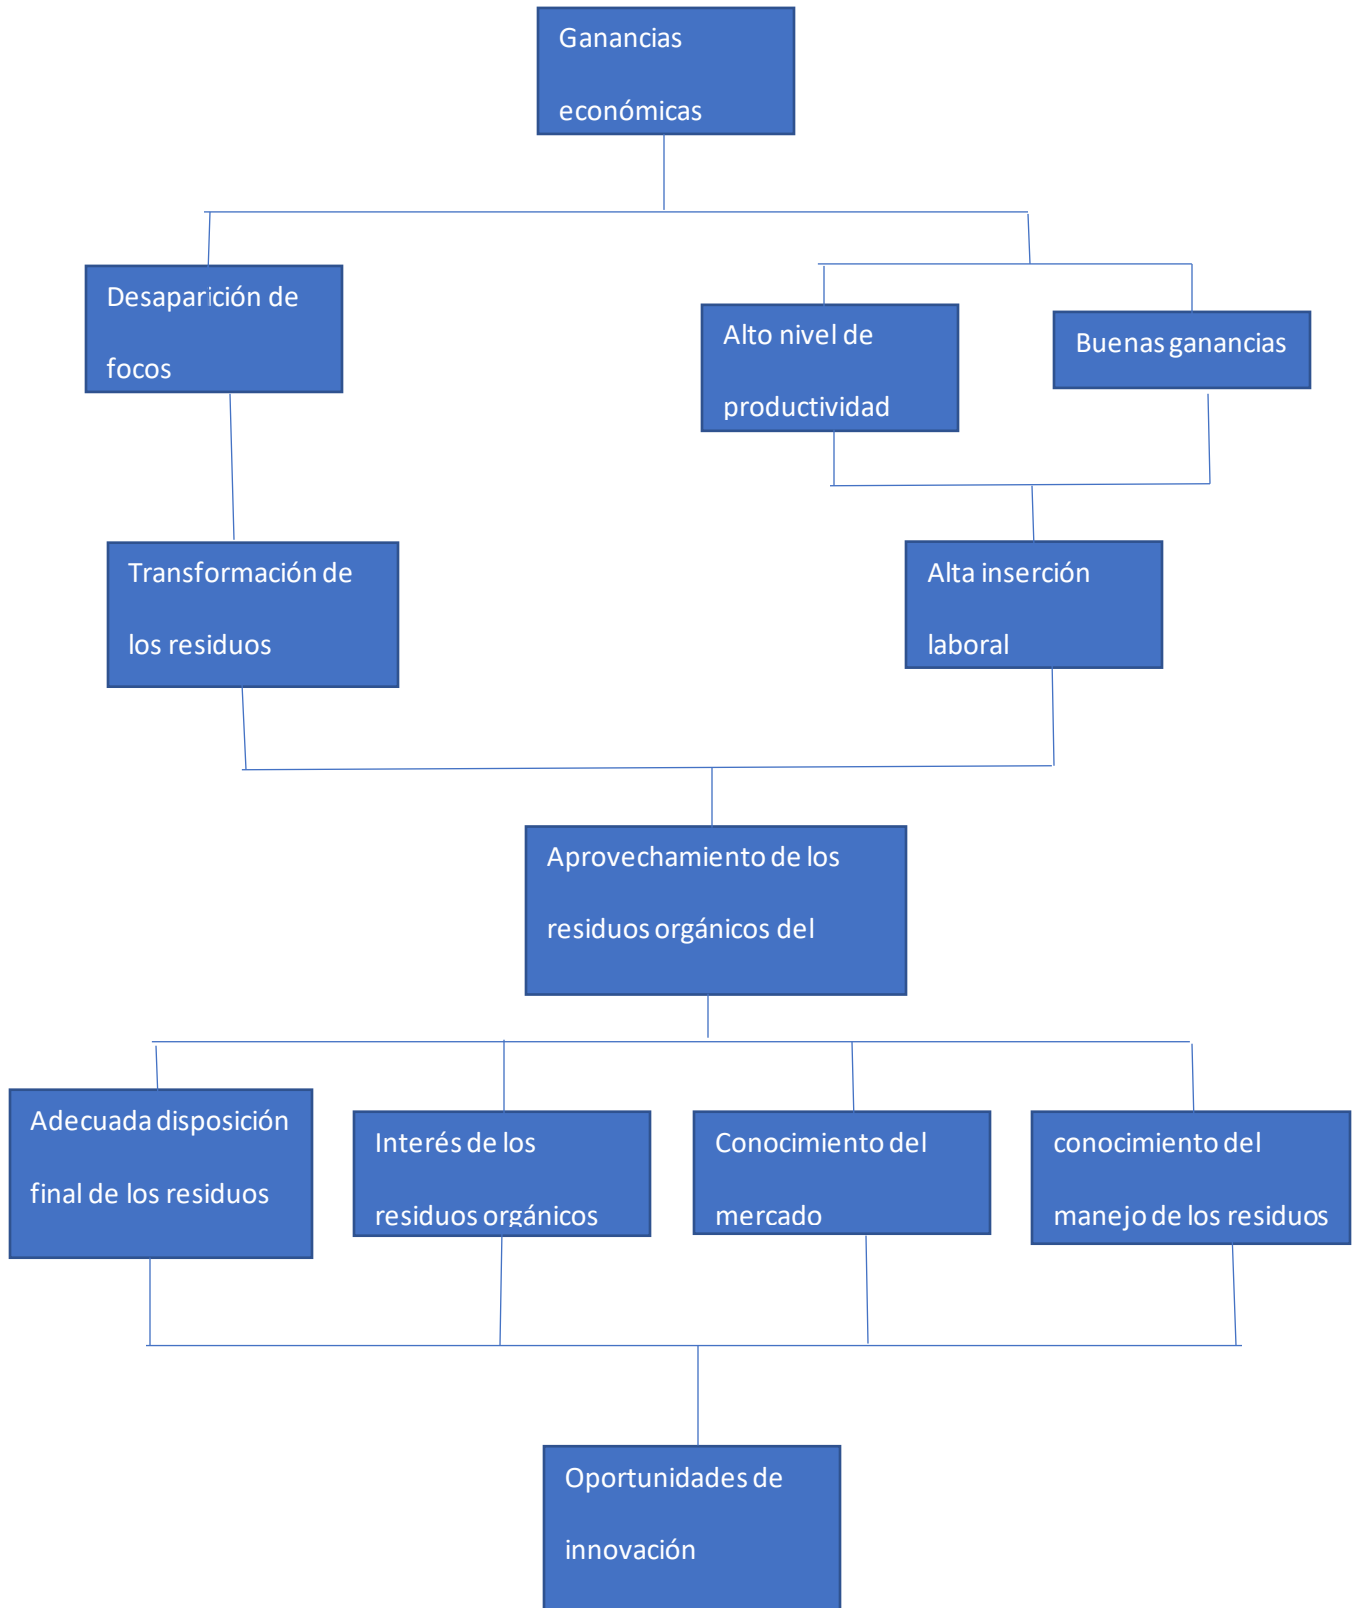 Ganancias
económicas
Desaparición de
focos
Alto nivel de
productividad
Buenas ganancias
Transformación de
los residuos
Alta inserción
laboral
Aprovechamiento de los
residuos orgánicos del
Adecuada disposición
final de los residuos
Interés de los
residuos orgánicos
Conocimiento del
mercado
conocimiento del
manejo de los residuos
Oportunidades de
innovación